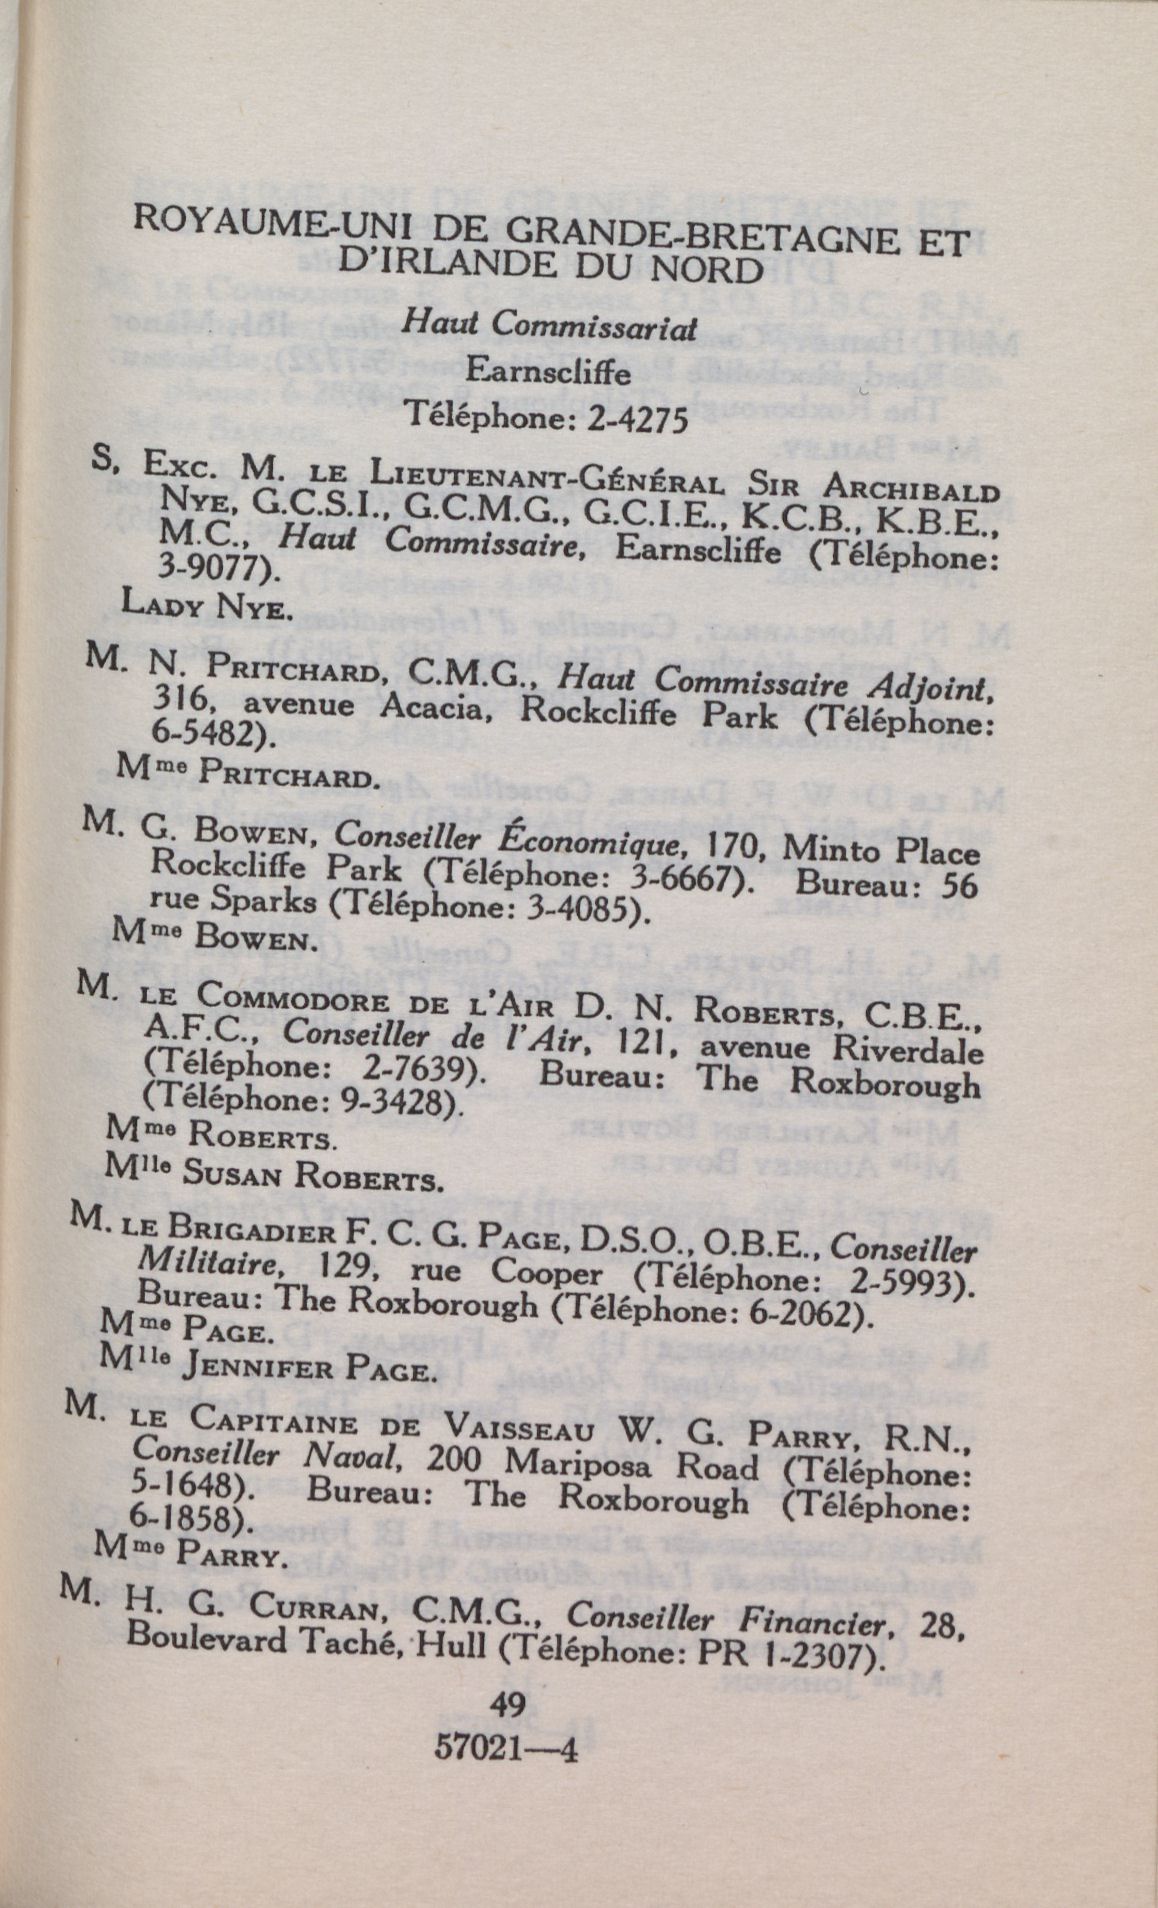 ROYAUME-UNI DE GRANDE-BRETAGNE ET
D'IRLANDE DU NORD
Haut Commissariat
Earnscliffe
Téléphone: 2-4275
S, Exc. M. le Lieutenant-Général Sir Archibald
Nye, G.C.S.I., G.C.M.G., G.C.I.E., K.C.B., K.B.E.,
M.C., Haut Commissaire, Earnscliffe (Téléphone:
3-9077).
Lady Nye.
M. N. Pritchard, C.M.G., Haut Commissaire Adjoint,
316, avenue Acacia, Rockcliffe Park (Téléphone:
6-5482).
Mme Pritchard.
M. G. Bowen, Conseiller Économique, 170, Minto Place
Rockcliffe Park (Téléphone: 3-6667). Bureau: 56
rue Sparks (Téléphone: 3-4085).
Mme Bowen.
M. le Commodore de l'Air D. N. Roberts, C.B.E.,
A.F.C., Conseiller de l'Air, 121, avenue Riverdale
(Téléphone: 2-7639). Bureau: The Roxborough
(Téléphone: 9-3428).
Mme Roberts.
Mlle Susan Roberts.
M. le Brigadier F. C. G. Page, D.S.O., O.B.E., Conseiller
Militaire, 129, rue Cooper (Téléphone: 2-5993).
Bureau: The Roxborough (Téléphone: 6-2062).
Mme Page.
Mlle Jennifer Page.
M. le Capitaine de Vaisseau W. G. Parry, R.N.,
Conseiller Naval, 200 Mariposa Road (Téléphone:
5-1648). Bureau: The Roxborough (Téléphone:
6-1858).
Mme Parry.
M. H. G. Curran, C.M.G., Conseiller Financier, 28,
Boulevard Taché, Hull (Téléphone: PR 1-2307).
49
57021—4